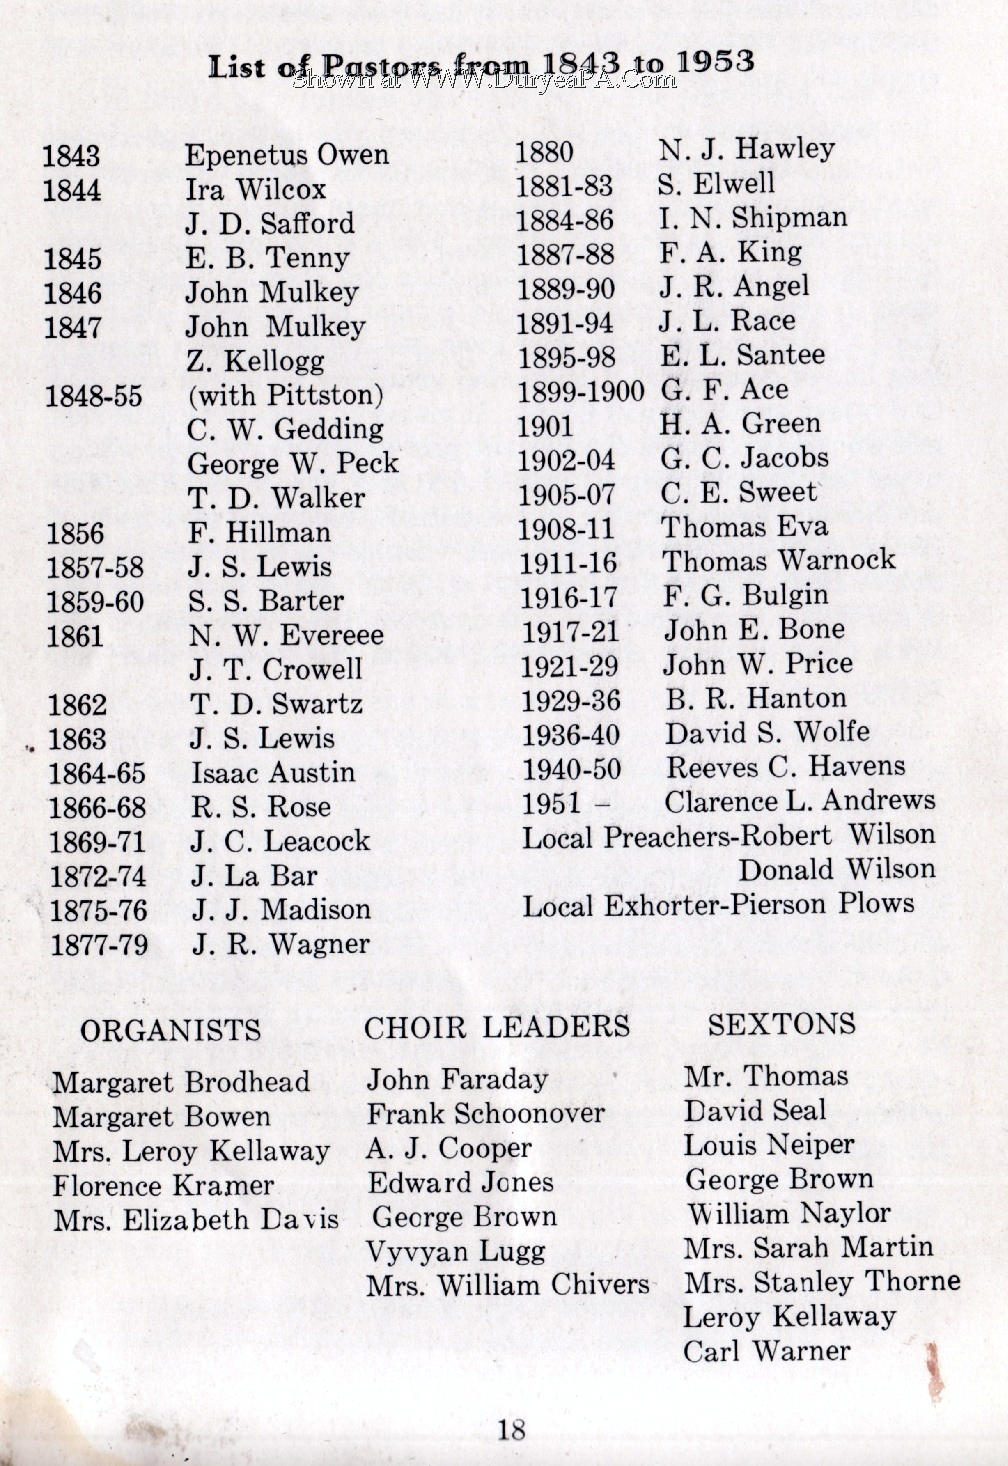 List of Pastors from 1843 to 1953
Shown at WWW.DuryeaPA.Com
1843 Epenetus Owen
1844 Ira Wilcox
J. D. Safford
1845 E. B. Tenny
1846 John Mulkey
1847 John Mulkey
Z. Kellogg
1848-55 (with Pittston)
C. W. Gedding
George W. Peck
T. D. Walker
1856 F. Hillman
1857-58 J. S. Lewis
1859-60 S. S. Barter
1861 N. W. Evereee
J. T. Crowell
1862 T. D. Swartz
1863 J. S. Lewis
1864-65 Isaac Austin
1866-68 R. S. Rose
1869-71 J. C. Leacock
1872-74 J. La Bar
1875-76 J. J. Madison
1877-79 J. R. Wagner
1880 N. J. Hawley
1881-83 S. Elwell
1884-86 I. N. Shipman
1887-88 F. A. King
1889-90 J. R. Angel
1891-94 J. L. Race
1895-98 E. L. Santee
1899-1900 G. F. Ace
1901 H. A. Green
1902-04 G. C. Jacobs
1905-07 C. E. Sweet
1908-11 Thomas Eva
1911-16 Thomas Warnock
1916-17 F. G. Bulgin
1917-21 John E. Bone
1921-29 John W. Price
1929-36 B. R. Hanton
1936-40 David S. Wolfe
1940-50 Reeves C. Havens
1951 – Clarence L. Andrews
Local Preachers-Robert Wilson
Donald Wilson
Local Exhorter-Pierson Plows
ORGANISTS
Margaret Brodhead
Margaret Bowen
Mrs. Leroy Kellaway
Florence Kramer
Mrs. Elizabeth Davis
CHOIR LEADERS
John Faraday
Frank Schoonover
A. J. Cooper
Edward Jones
George Brown
Vyvyan Lugg
Mrs. William Chivers
SEXTONS
Mr. Thomas
David Seal
Louis Neiper
George Brown
William Naylor
Mrs. Sarah Martin
Mrs. Stanley Thorne
Leroy Kellaway
Carl Warner
18